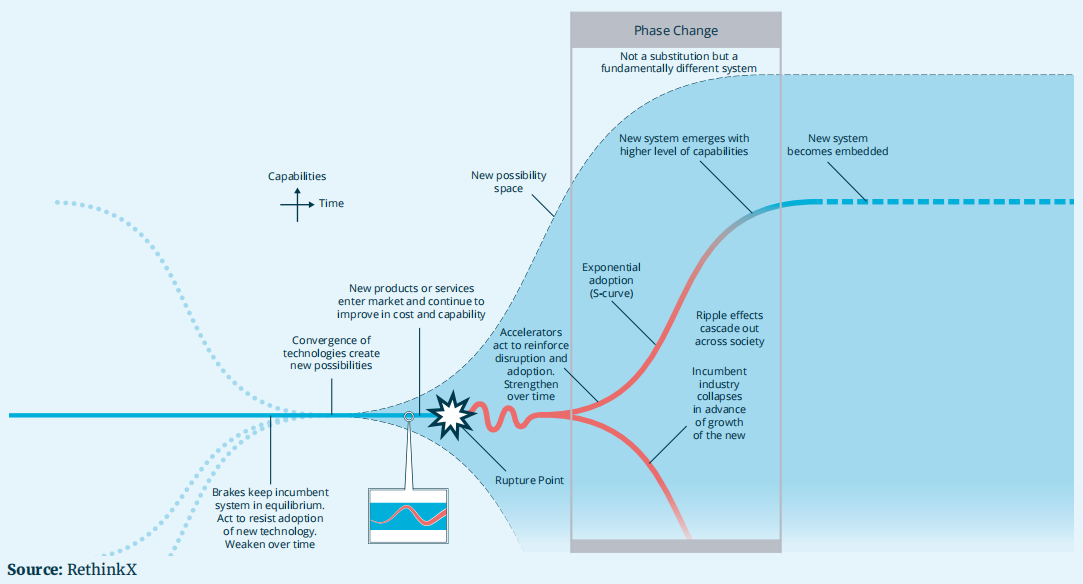 Phase Change
Not a substitution but a
fundamentally different system
New system emerges with
higher level of capabilities
New system
becomes embedded
Capabilities
Time
New possibility
space
Exponential
adoption
(S-curve)
New products or services
enter market and continue to
improve in cost and capability
Ripple effects
cascade out
across society
Convergence of
technologies create
new possibilities
Accelerators
act to reinforce
disruption and
adoption.
Strengthen
over time
Incumbent
industry
collapses
in advance
of growth
of the new
Rupture Point
Brakes keep incumbent
system in equilibrium.
Act to resist adoption
of new technology.
Weaken over time
Source: RethinkX